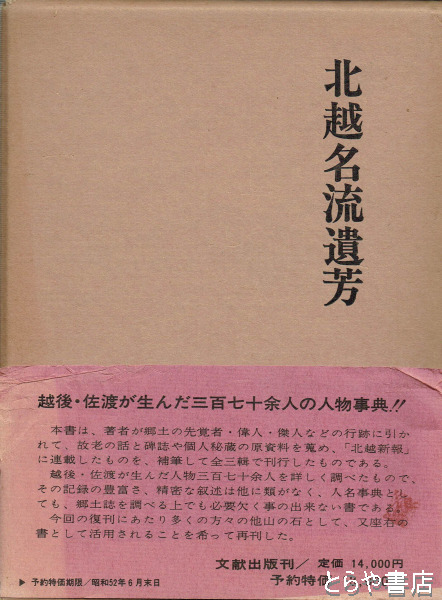 北越名流遺芳
越後・佐渡が生んだ三百七十余人の人物事典!!
本書は、著者が郷土の先覚者・偉人・傑人などの行跡に引か
れて、故老の話と碑誌や個人秘蔵の原資料を蒐め、「北越新報」
に連載したものを、補筆して全三輯で刊行したものである。
越後・佐渡が生んだ人物三百七十余人を詳しく調べたもので、
その記録の豊富さ、精密な叙述は他に類がなく、人名事典とし
ても、郷土誌を調べる上でも必要欠く事の出来ない書である。
今回の復刊にあたり多くの方々の他山の石として、又座右の
書として活用されることを希って再刊した。
文献出版刊/ 定価 14,000円
▶予約特価期限/昭和52年6月末日
予約特価
とらや書店